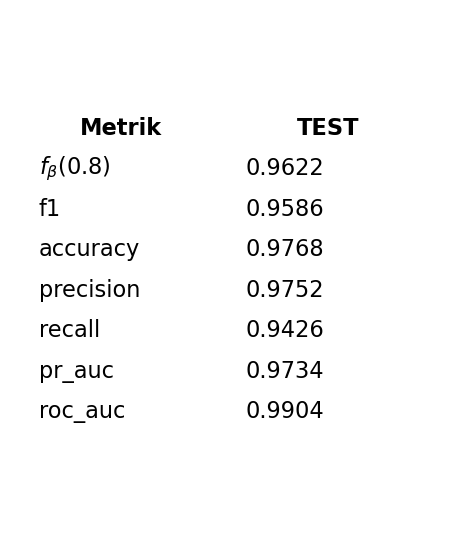 Metrik TEST
fβ(0.8) 0.9622
f1 0.9586
accuracy 0.9768
precision 0.9752
recall 0.9426
pr_auc 0.9734
roc_auc 0.9904